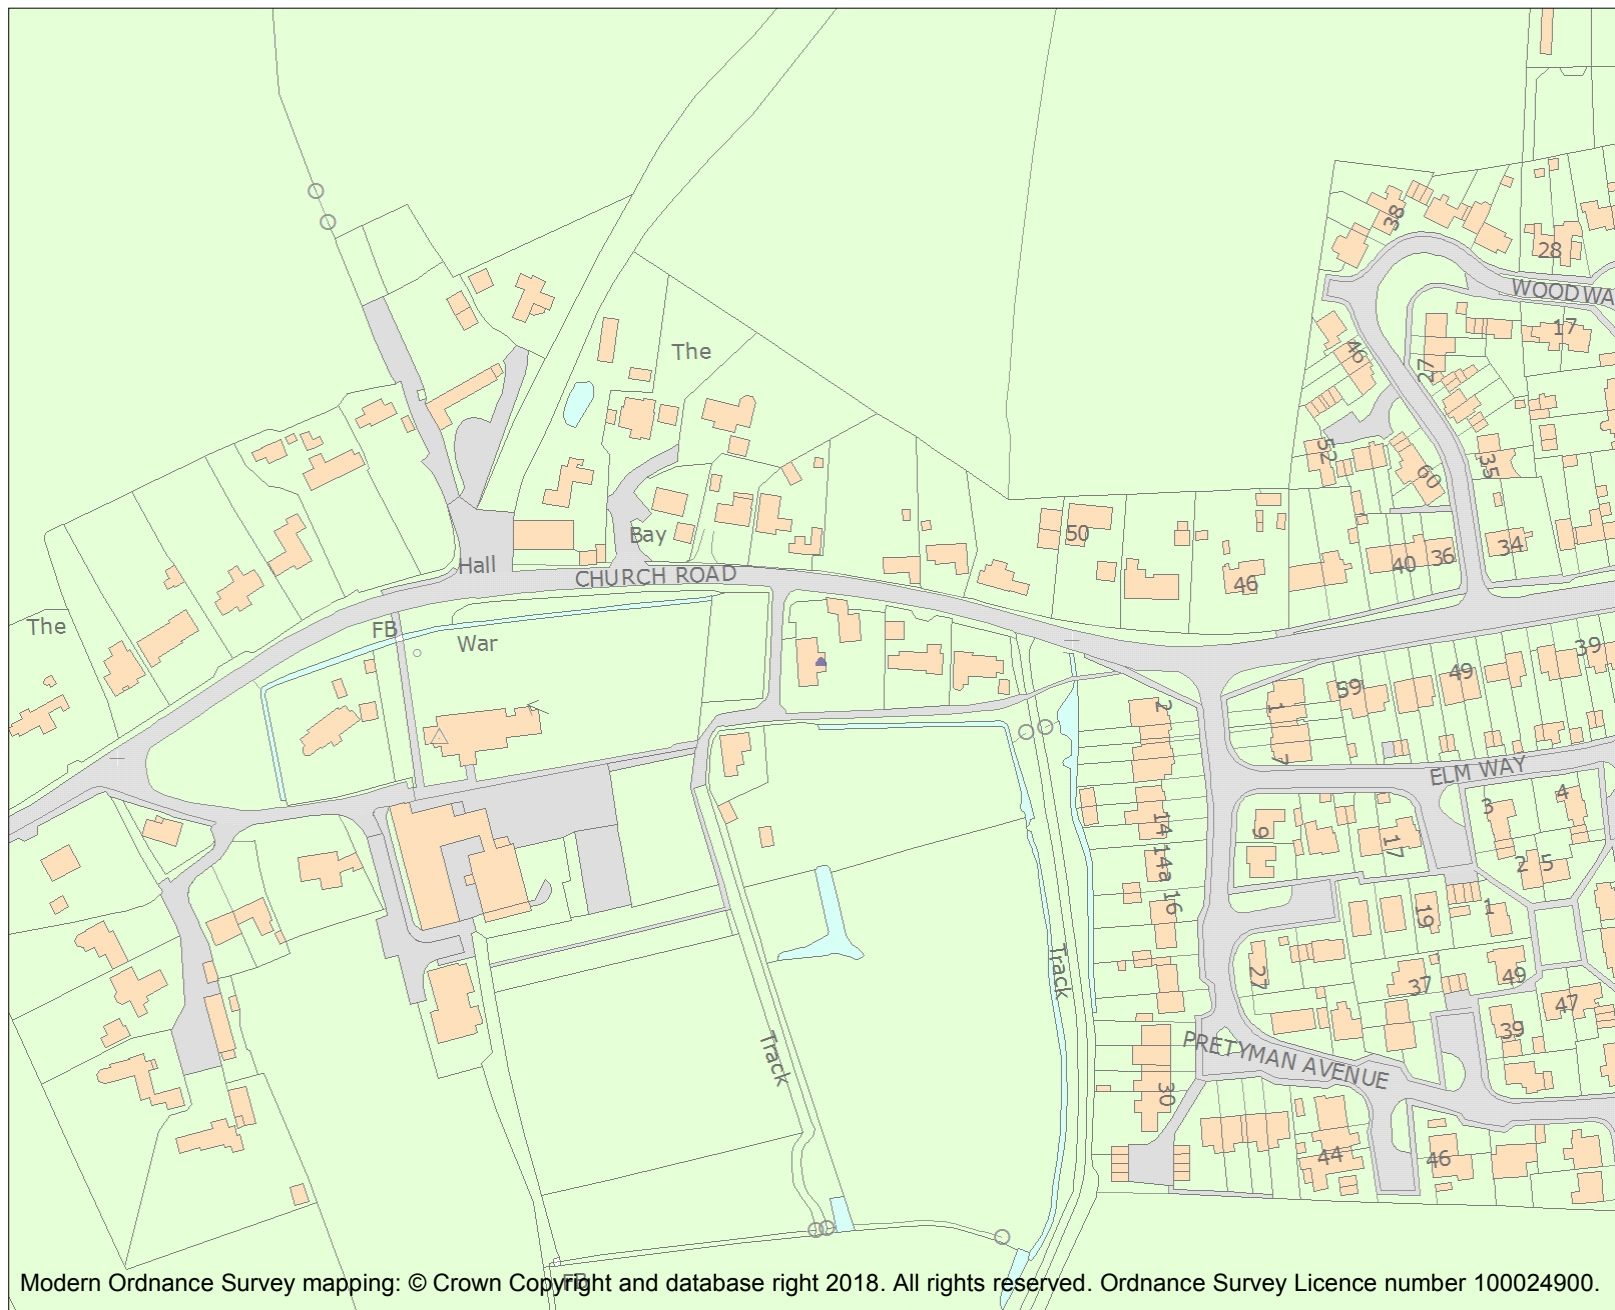 38
28
WOODWA
17
46
27
The
52
60
35
50
Bay
34
40
36
Hall
CHURCH ROAD
46
The
FB
War
39
49
59
2
1
7
ELM WAY
3
4
14
9
17
14a
2
5
16
19
1
Track
27
37
49
47
39
Track
PRETYMAN AVENUE
30
44
46
FB
Modern Ordnance Survey mapping: © Crown Copyright and database right 2018. All rights reserved. Ordnance Survey Licence number 100024900.